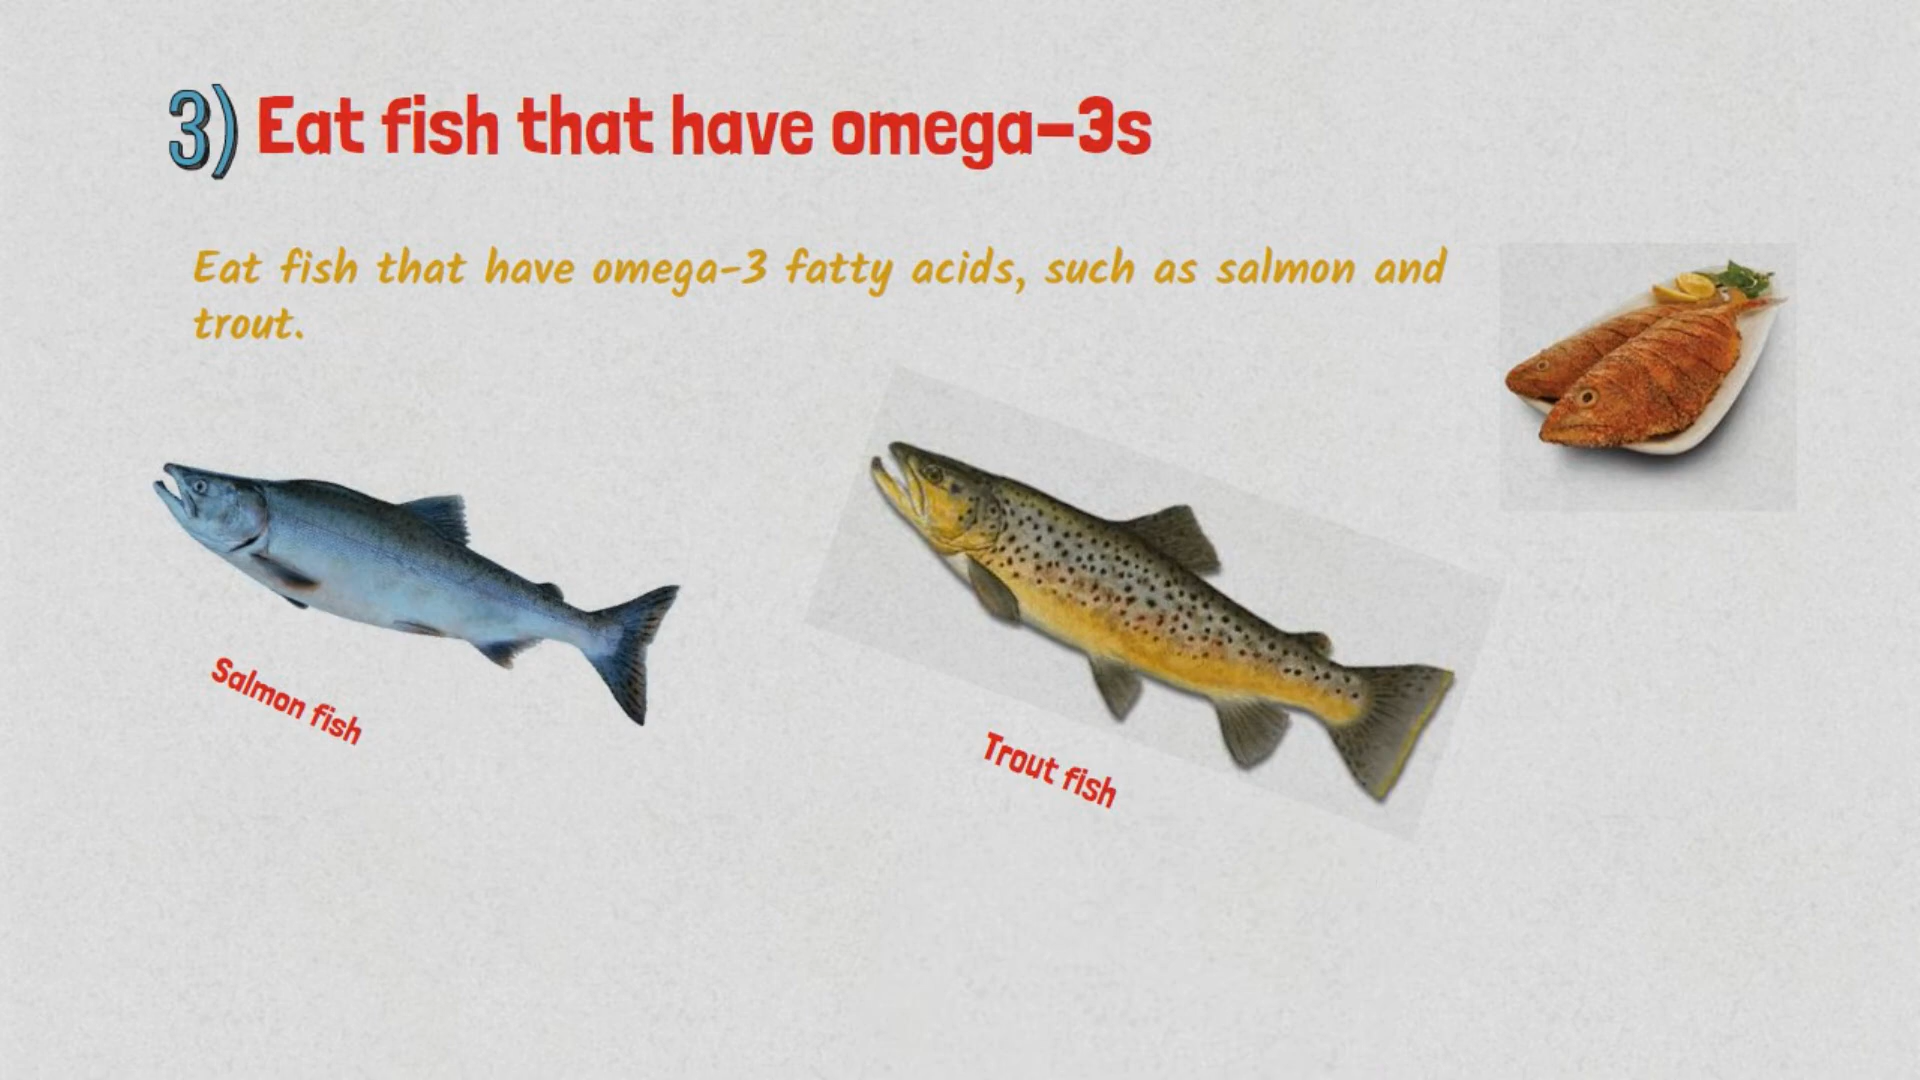 3) Eat fish that have omega-3s
Eat fish that have omega-3 fatty acids, such as salmon and
trout.
Salmon fish
Trout fish